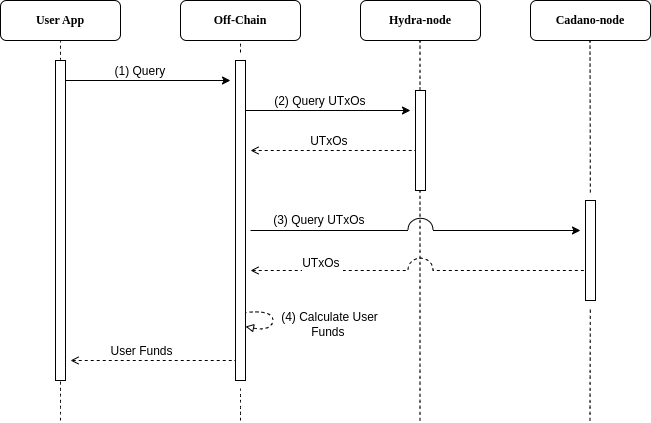 User App
Off-Chain
Hydra-node
Cadano-node
(1) Query
(2) Query UTxOs
UTxOs
(3) Query UTxOs
UTxOs
(4) Calculate User
Funds
User Funds